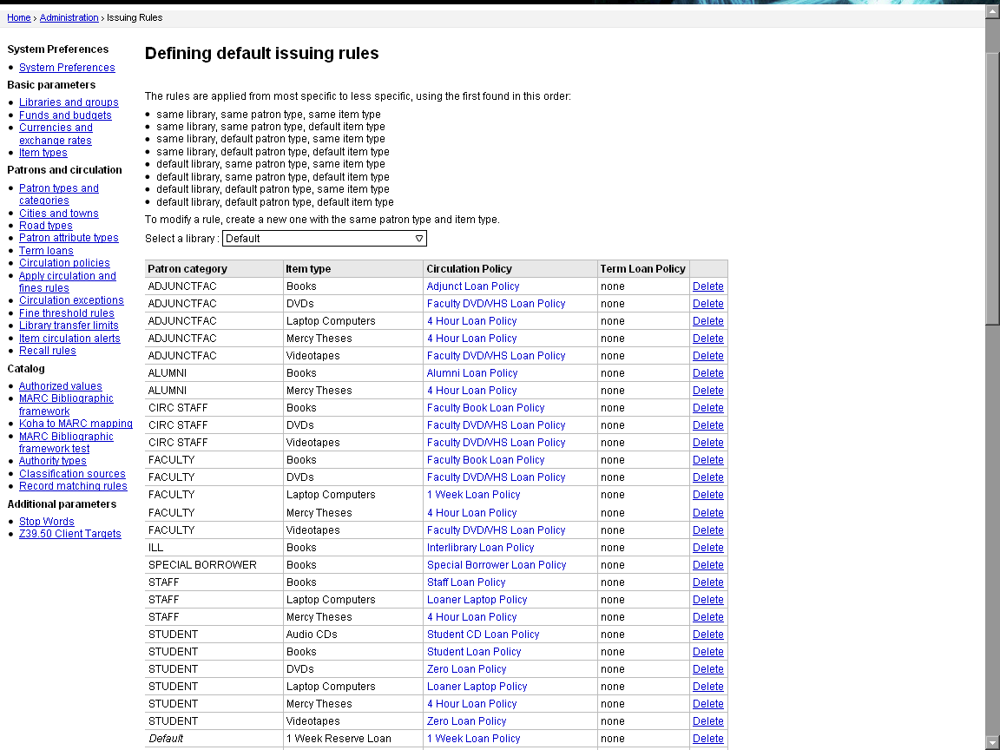 Home › Administration › Issuing Rules
System Preferences
System Preferences
Basic parameters
Libraries and groups
Funds and budgets
Currencies and
exchange rates
Item types
Patrons and circulation
Patron types and
categories
Cities and towns
Road types
Patron attribute types
Term loans
Circulation policies
Apply circulation and
fines rules
Circulation exceptions
Fine threshold rules
Library transfer limits
Item circulation alerts
Recall rules
Catalog
Authorized values
MARC Bibliographic
framework
Koha to MARC mapping
MARC Bibliographic
framework test
Authority types
Classification sources
Record matching rules
Additional parameters
Stop Words
Z39.50 Client Targets
Defining default issuing rules
The rules are applied from most specific to less specific, using the first found in this order:
same library, same patron type, same item type
same library, same patron type, default item type
same library, default patron type, same item type
same library, default patron type, default item type
default library, same patron type, same item type
default library, same patron type, default item type
default library, default patron type, same item type
default library, default patron type, default item type
To modify a rule, create a new one with the same patron type and item type.
Select a library : Default
Patron category Item type Circulation Policy Term Loan Policy
ADJUNCTFAC Books Adjunct Loan Policy none Delete
ADJUNCTFAC DVDs Faculty DVD/VHS Loan Policy none Delete
ADJUNCTFAC Laptop Computers 4 Hour Loan Policy none Delete
ADJUNCTFAC Mercy Theses 4 Hour Loan Policy none Delete
ADJUNCTFAC Videotapes Faculty DVD/VHS Loan Policy none Delete
ALUMNI Books Alumni Loan Policy none Delete
ALUMNI Mercy Theses 4 Hour Loan Policy none Delete
CIRC STAFF Books Faculty Book Loan Policy none Delete
CIRC STAFF DVDs Faculty DVD/VHS Loan Policy none Delete
CIRC STAFF Videotapes Faculty DVD/VHS Loan Policy none Delete
FACULTY Books Faculty Book Loan Policy none Delete
FACULTY DVDs Faculty DVD/VHS Loan Policy none Delete
FACULTY Laptop Computers 1 Week Loan Policy none Delete
FACULTY Mercy Theses 4 Hour Loan Policy none Delete
FACULTY Videotapes Faculty DVD/VHS Loan Policy none Delete
ILL Books Interlibrary Loan Policy none Delete
SPECIAL BORROWER Books Special Borrower Loan Policy none Delete
STAFF Books Staff Loan Policy none Delete
STAFF Laptop Computers Loaner Laptop Policy none Delete
STAFF Mercy Theses 4 Hour Loan Policy none Delete
STUDENT Audio CDs Student CD Loan Policy none Delete
STUDENT Books Student Loan Policy none Delete
STUDENT DVDs Zero Loan Policy none Delete
STUDENT Laptop Computers Loaner Laptop Policy none Delete
STUDENT Mercy Theses 4 Hour Loan Policy none Delete
STUDENT Videotapes Zero Loan Policy none Delete
Default 1 Week Reserve Loan 1 Week Loan Policy none Delete